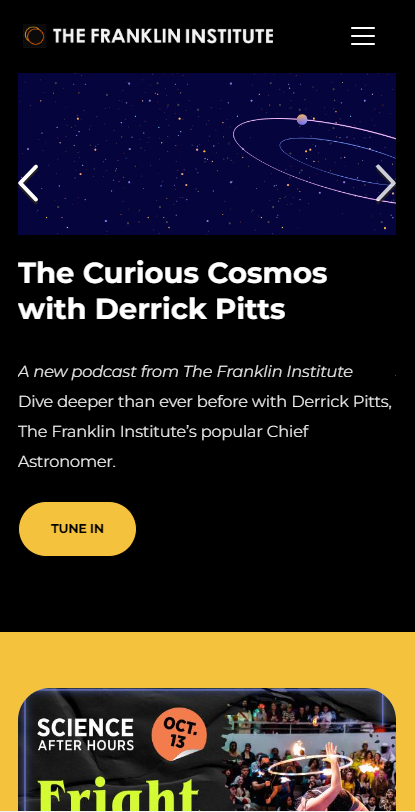 THE FRANKLIN INSTITUTE
The Curious Cosmos
with Derrick Pitts
A new podcast from The Franklin Institute
Dive deeper than ever before with Derrick Pitts,
The Franklin Institute’s popular Chief
Astronomer.
TUNE IN
SCIENCE
AFTER HOURS
OCT.
13
Fright